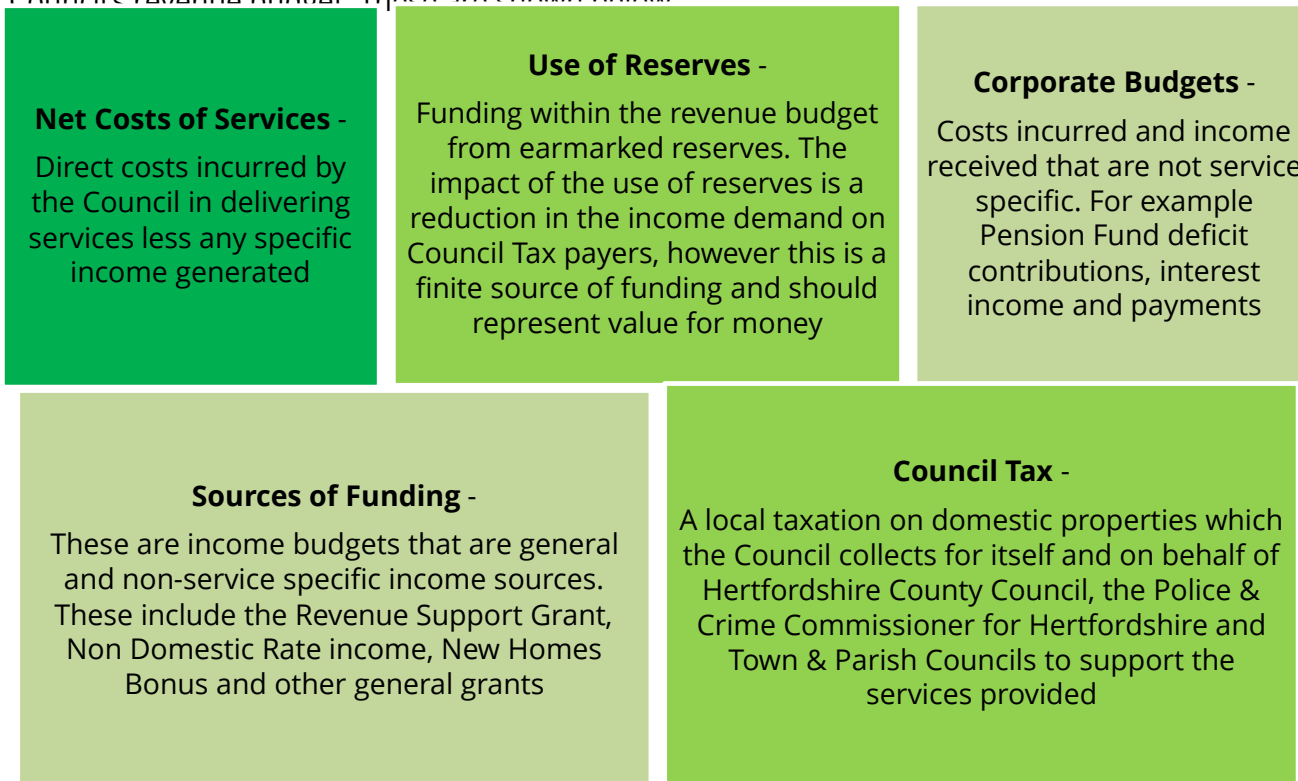 Council's revenue budget. These are shown below
Net Costs of Services -
Direct costs incurred by
the Council in delivering
services less any specific
income generated
Use of Reserves -
Funding within the revenue budget
from earmarked reserves. The
impact of the use of reserves is a
reduction in the income demand on
Council Tax payers, however this is a
finite source of funding and should
represent value for money
Corporate Budgets -
Costs incurred and income
received that are not service
specific. For example
Pension Fund deficit
contributions, interest
income and payments
Sources of Funding -
These are income budgets that are general
and non-service specific income sources.
These include the Revenue Support Grant,
Non Domestic Rate income, New Homes
Bonus and other general grants
Council Tax -
A local taxation on domestic properties which
the Council collects for itself and on behalf of
Hertfordshire County Council, the Police &
Crime Commissioner for Hertfordshire and
Town & Parish Councils to support the
services provided